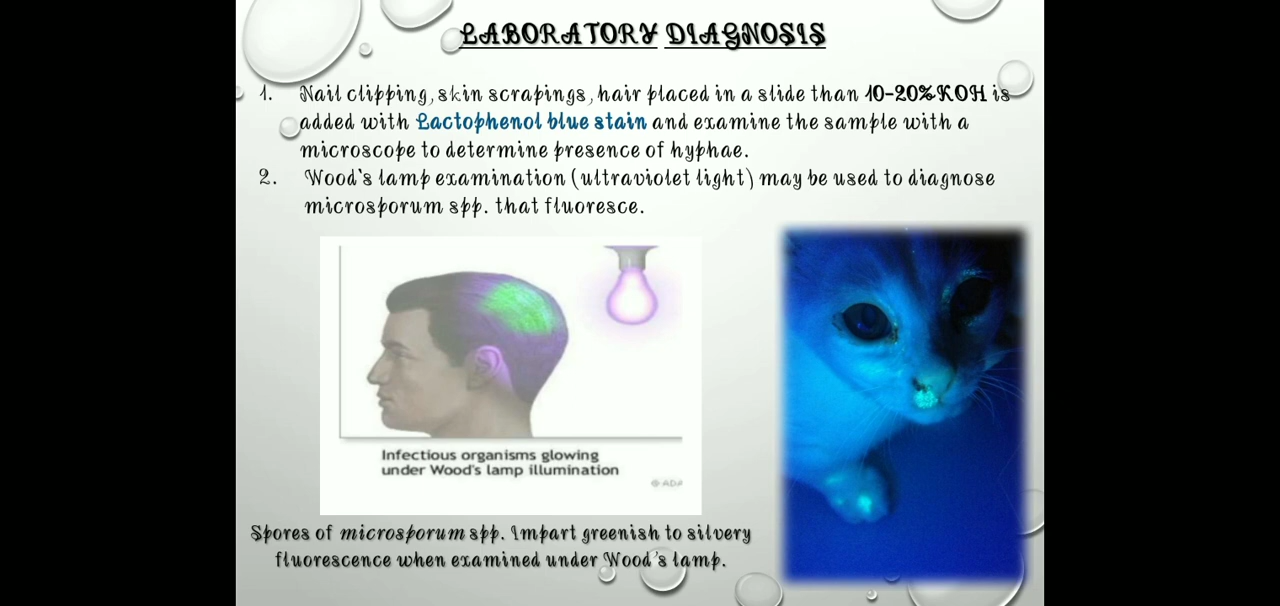 LABORATORY DIAGNOSIS
1. Nail clipping, skin scrapings, hair placed in a slide than 10-20% KOH is
added with Lactophenol blue stain and examine the sample with a
microscope to determine presence of hyphae.
2. Wood's lamp examination (ultraviolet light) may be used to diagnose
microsporum spp. that fluoresce.
Infectious organisms glowing
under Wood's lamp illumination
Spores of microsporum spp. Impart greenish to silvery
fluorescence when examined under Wood's lamp.